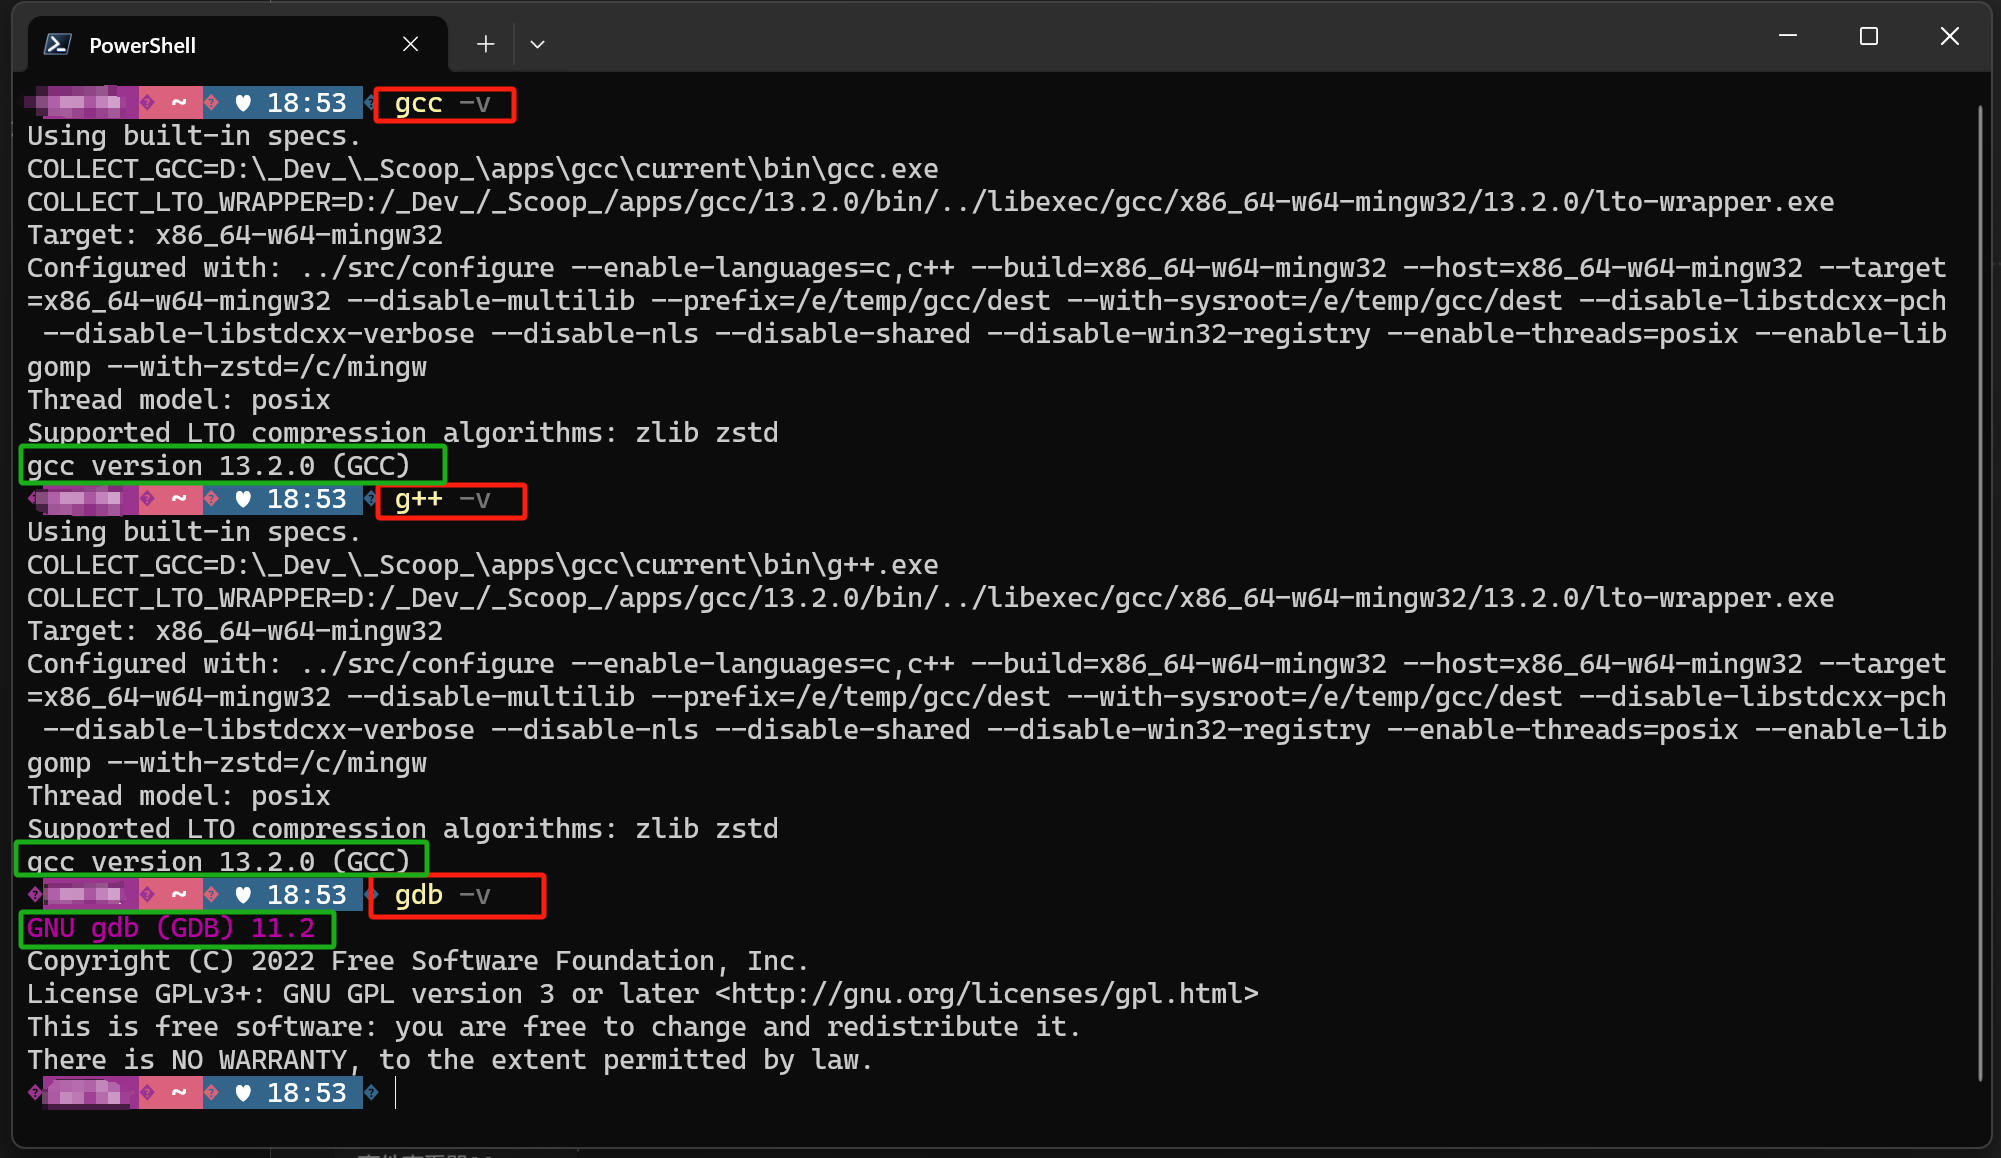 PowerShell
~ ♥ 18:53 gcc -v
Using built-in specs.
COLLECT_GCC=D:\_Dev_\_Scoop_\apps\gcc\current\bin\gcc.exe
COLLECT_LTO_WRAPPER=D:/_Dev_/_Scoop_/apps/gcc/13.2.0/bin/../libexec/gcc/x86_64-w64-mingw32/13.2.0/lto-wrapper.exe
Target: x86_64-w64-mingw32
Configured with: ../src/configure --enable-languages=c,c++ --build=x86_64-w64-mingw32 --host=x86_64-w64-mingw32 --target
=x86_64-w64-mingw32 --disable-multilib --prefix=/e/temp/gcc/dest --with-sysroot=/e/temp/gcc/dest --disable-libstdcxx-pch
--disable-libstdcxx-verbose --disable-nls --disable-shared --disable-win32-registry --enable-threads=posix --enable-lib
gomp --with-zstd=/c/mingw
Thread model: posix
Supported LTO compression algorithms: zlib zstd
gcc version 13.2.0 (GCC)
~ ♥ 18:53 g++ -v
Using built-in specs.
COLLECT_GCC=D:\_Dev_\_Scoop_\apps\gcc\current\bin\g++.exe
COLLECT_LTO_WRAPPER=D:/_Dev_/_Scoop_/apps/gcc/13.2.0/bin/../libexec/gcc/x86_64-w64-mingw32/13.2.0/lto-wrapper.exe
Target: x86_64-w64-mingw32
Configured with: ../src/configure --enable-languages=c,c++ --build=x86_64-w64-mingw32 --host=x86_64-w64-mingw32 --target
=x86_64-w64-mingw32 --disable-multilib --prefix=/e/temp/gcc/dest --with-sysroot=/e/temp/gcc/dest --disable-libstdcxx-pch
--disable-libstdcxx-verbose --disable-nls --disable-shared --disable-win32-registry --enable-threads=posix --enable-lib
gomp --with-zstd=/c/mingw
Thread model: posix
Supported LTO compression algorithms: zlib zstd
gcc version 13.2.0 (GCC)
~ ♥ 18:53 gdb -v
GNU gdb (GDB) 11.2
Copyright (C) 2022 Free Software Foundation, Inc.
License GPLv3+: GNU GPL version 3 or later <http://gnu.org/licenses/gpl.html>
This is free software: you are free to change and redistribute it.
There is NO WARRANTY, to the extent permitted by law.
~ ♥ 18:53